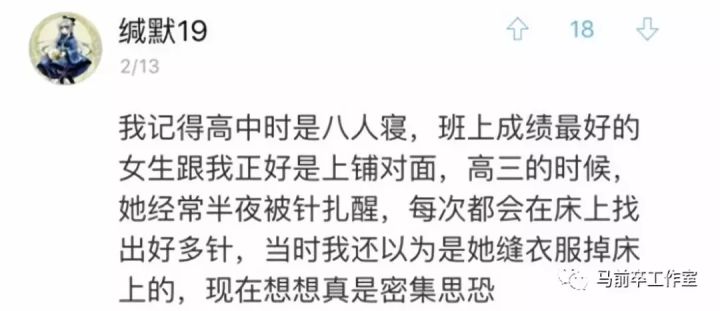 缄默19
18
2/13
我记得高中时是八人寝，班上成绩最好的
女生跟我正好是上铺对面，高三的时候，
她经常半夜被针扎醒，每次都会在床上找
出好多针，当时我还以为是她缝衣服掉床
上的，现在想想真是密集思恐
马前卒工作室